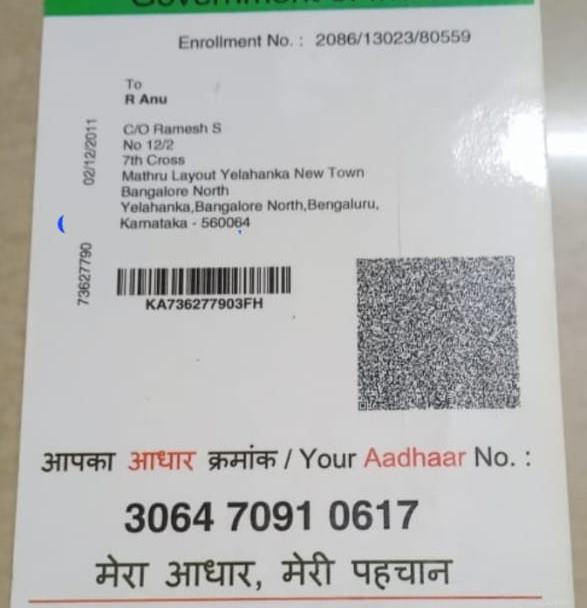 Enrollment No. : 2086/13023/80559
To
R Anu
C/O Ramesh S
No 12/2
7th Cross
Mathru Layout Yelahanka New Town
Bangalore North
Yelahanka,Bangalore North,Bengaluru,
Karnataka - 560064
02/12/2011
73627790
KA736277903FH
आपका आधार क्रमांक / Your Aadhaar No. :
3064 7091 0617
मेरा आधार, मेरी पहचान